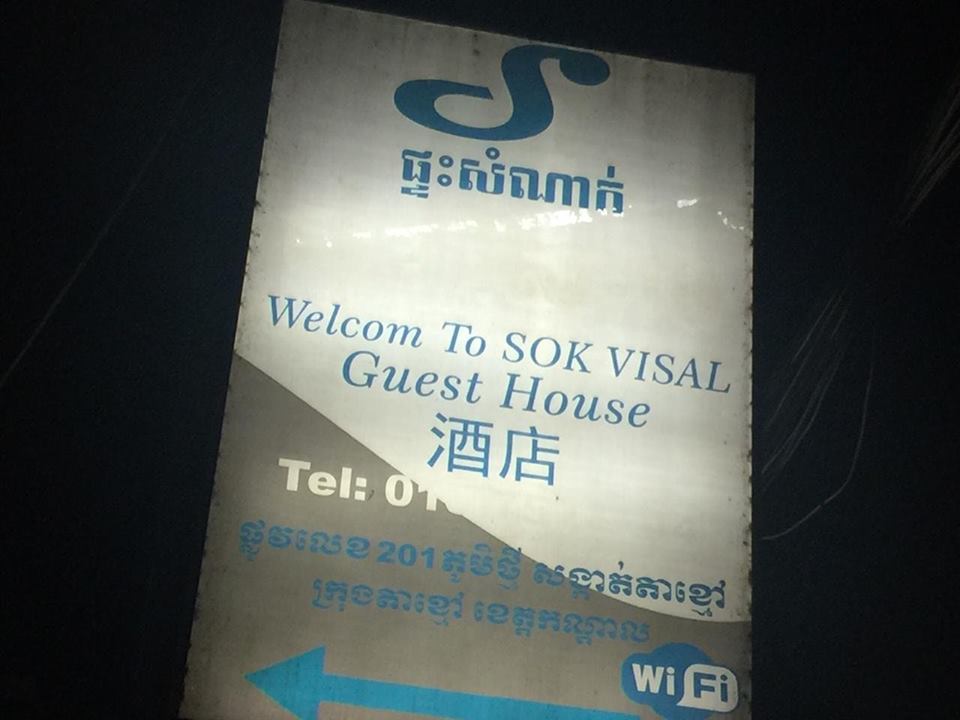 ផ្ទះសំណាក់
Welcom To SOK VISAL
Guest House
酒店
Tel: 01
ផ្លូវលេខ 201 ភូមិថ្មី សង្កាត់តាខ្មៅ
ក្រុងតាខ្មៅ ខេត្តកណ្តាល
WiFi